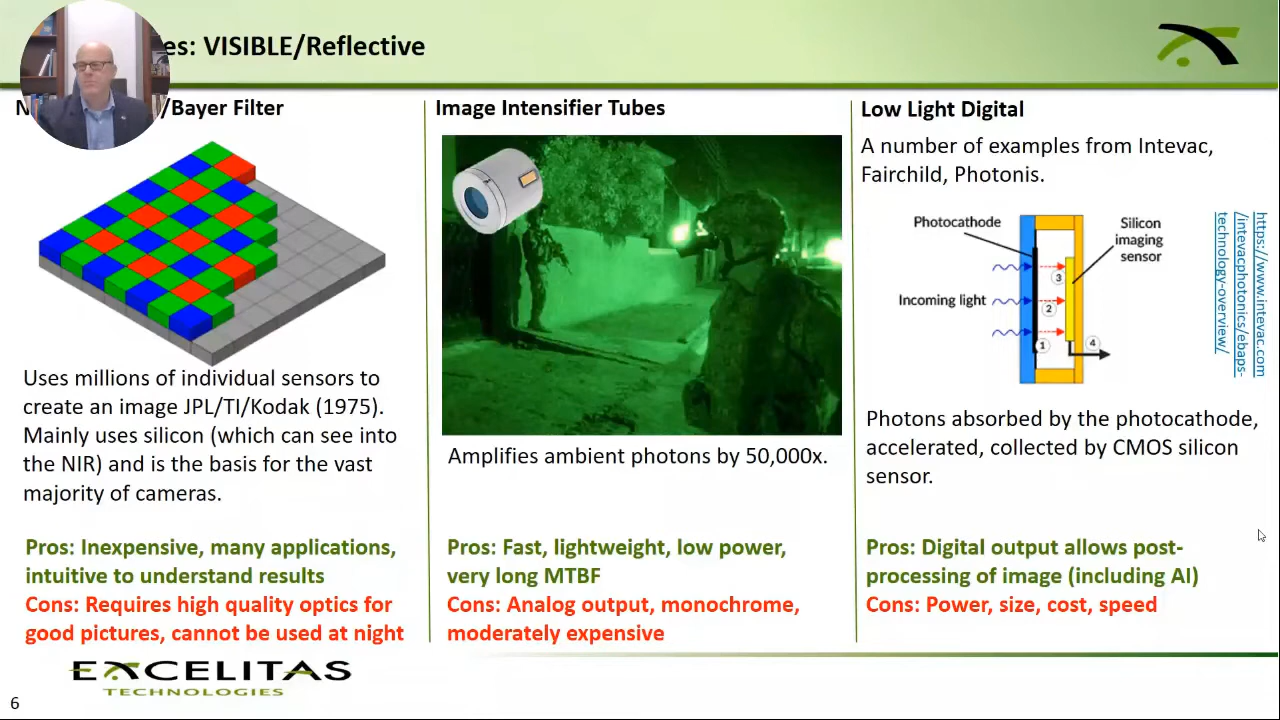 es: VISIBLE/Reflective
/Bayer Filter
Uses millions of individual sensors to
create an image JPL/TI/Kodak (1975).
Mainly uses silicon (which can see into
the NIR) and is the basis for the vast
majority of cameras.
Pros: Inexpensive, many applications,
intuitive to understand results
Cons: Requires high quality optics for
good pictures, cannot be used at night
Image Intensifier Tubes
Amplifies ambient photons by 50,000x.
Pros: Fast, lightweight, low power,
very long MTBF
Cons: Analog output, monochrome,
moderately expensive
Low Light Digital
A number of examples from Intevac,
Fairchild, Photonis.
Photocathode
Silicon
imaging
sensor
Incoming light
3
2
1
4
https://www.intevac.com
/intevacphotonics/ebaps-
technology-overview/
Photons absorbed by the photocathode,
accelerated, collected by CMOS silicon
sensor.
Pros: Digital output allows post-
processing of image (including AI)
Cons: Power, size, cost, speed
EXCELITAS
TECHNOLOGIES
6